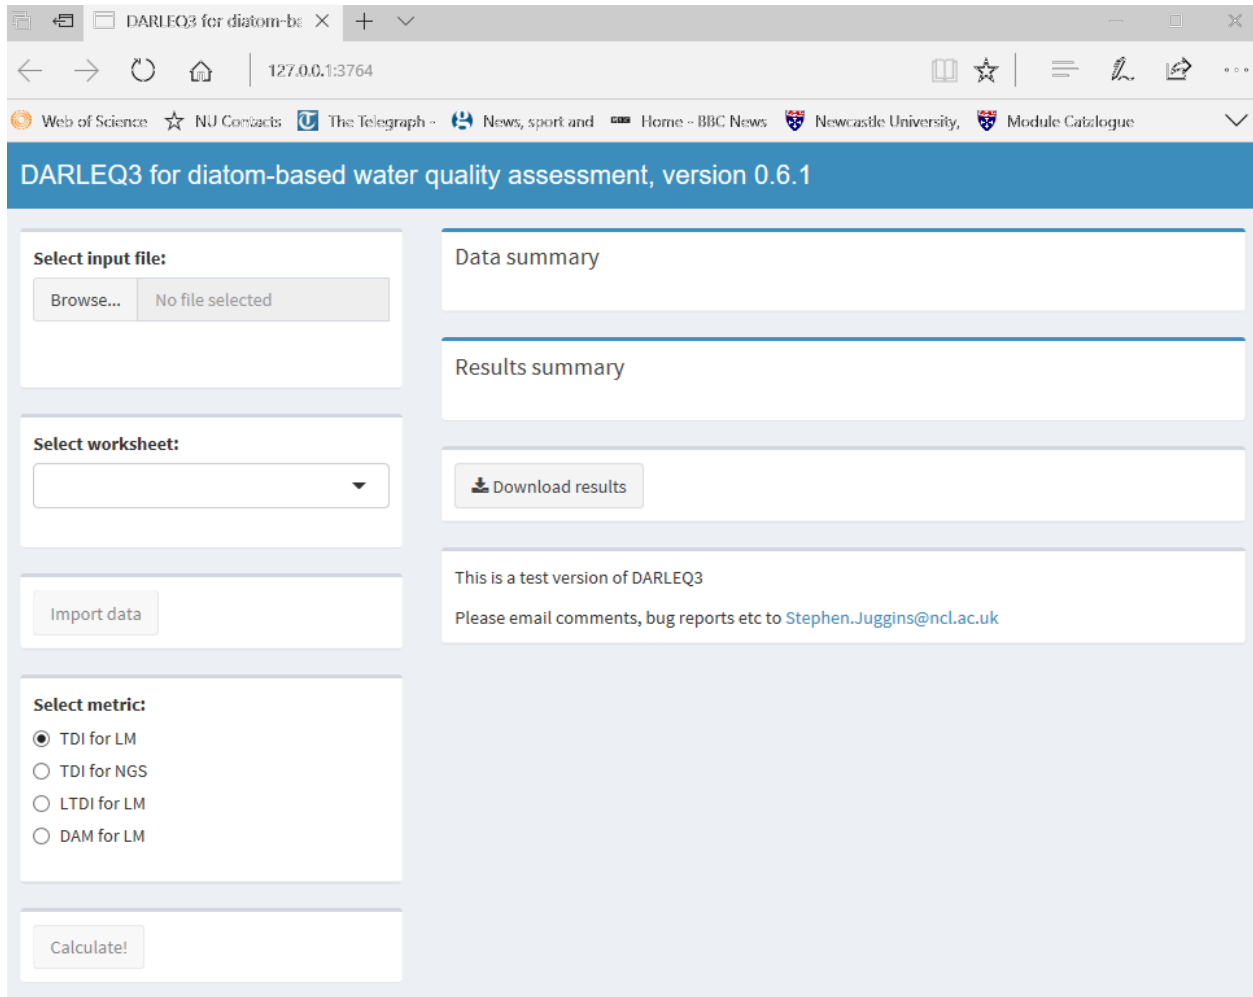 DARLEQ3 for diatom-ba
127.0.0.1:3764
Web of Science NU Contacts The Telegraph - News, sport and Home - BBC News Newcastle University, Module Catalogue
DARLEQ3 for diatom-based water quality assessment, version 0.6.1
Select input file:
Browse... No file selected
Select worksheet:
Import data
Select metric:
TDI for LM
TDI for NGS
LTDI for LM
DAM for LM
Calculate!
Data summary
Results summary
Download results
This is a test version of DARLEQ3
Please email comments, bug reports etc to Stephen.Juggins@ncl.ac.uk